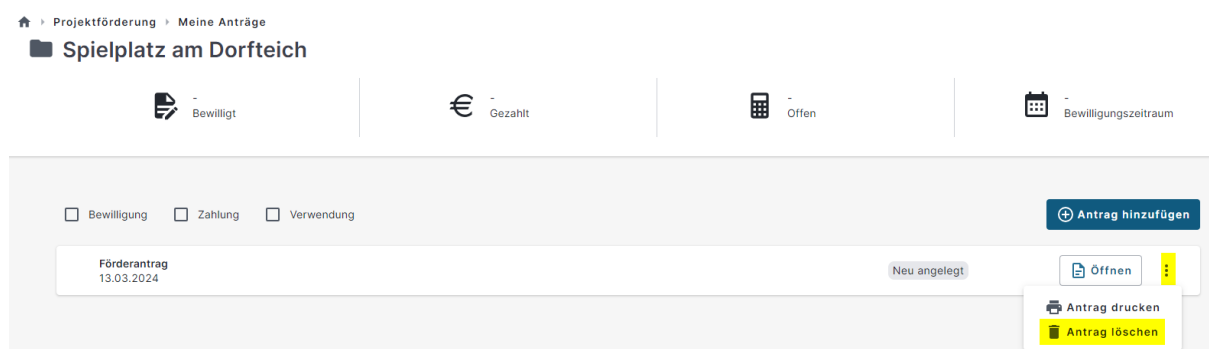 Projektförderung Meine Anträge
Spielplatz am Dorfteich
-
Bewilligt
-
Gezahlt
-
Offen
-
Bewilligungszeitraum
Bewilligung Zahlung Verwendung
Antrag hinzufügen
Förderantrag
13.03.2024
Neu angelegt
Öffnen
Antrag drucken
Antrag löschen